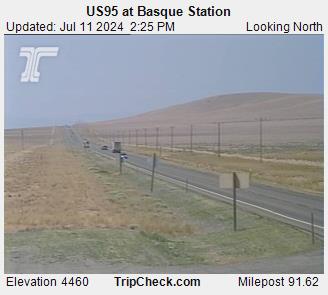 US95 at Basque Station
Updated: Jul 11 2024 2:25 PM Looking North
Elevation 4460 TripCheck.com Milepost 91.62